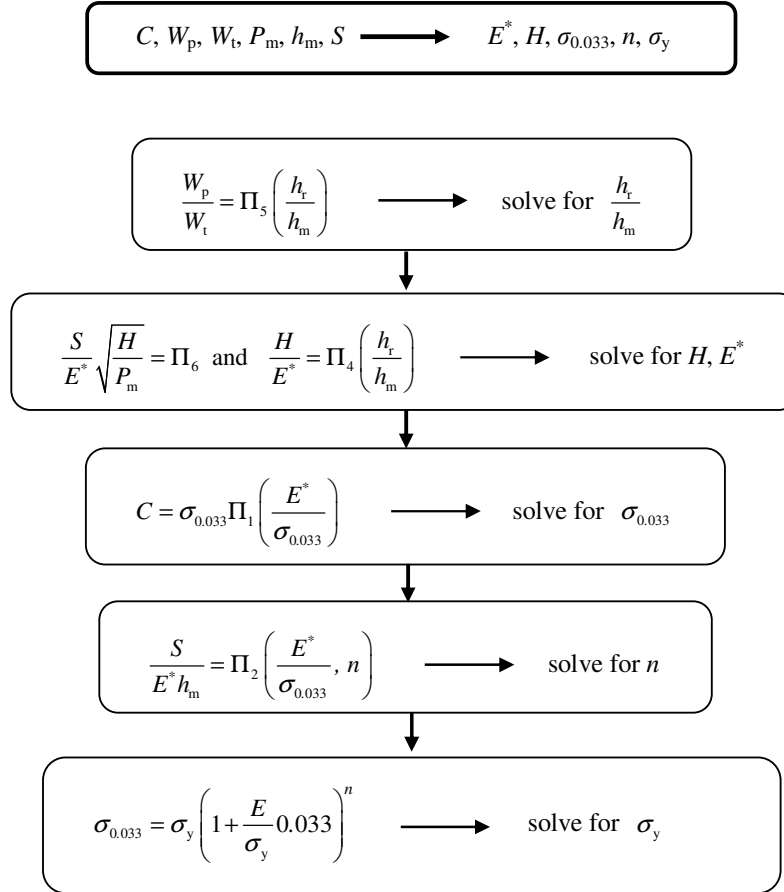 C, W_p, W_t, P_m, h_m, S ⟶ E^*, H, σ_0.033, n, σ_y
W_p/W_t = Π_5 (h_r/h_m) ⟶ solve for h_r/h_m
S/E^* √(H/P_m) = Π_6 and H/E^* = Π_4 (h_r/h_m) ⟶ solve for H, E^*
C = σ_0.033 Π_1 (E^*/σ_0.033) ⟶ solve for σ_0.033
S/(E^* h_m) = Π_2 (E^*/σ_0.033, n) ⟶ solve for n
σ_0.033 = σ_y (1 + E/σ_y 0.033)^n ⟶ solve for σ_y